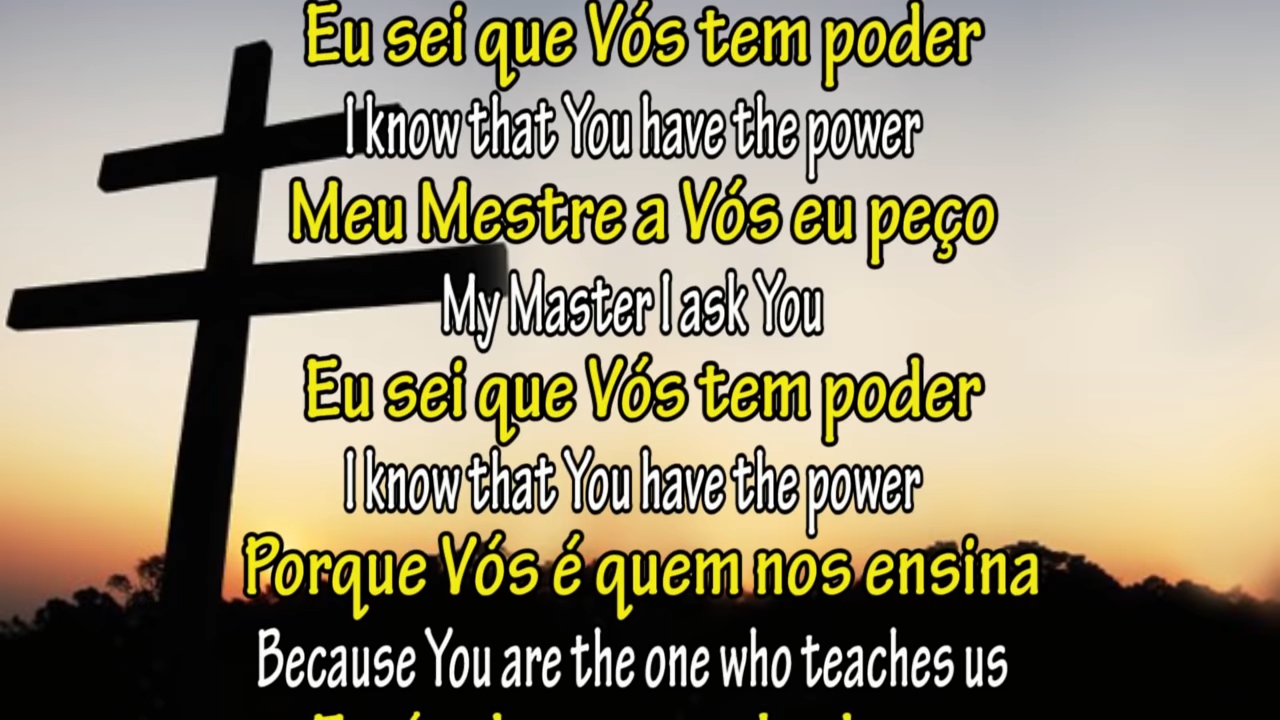 Eu sei que Vós tem poder
I know that You have the power
Meu Mestre a Vós eu peço
My Master I ask You
Eu sei que Vós tem poder
I know that You have the power
Porque Vós é quem nos ensina
Because You are the one who teaches us